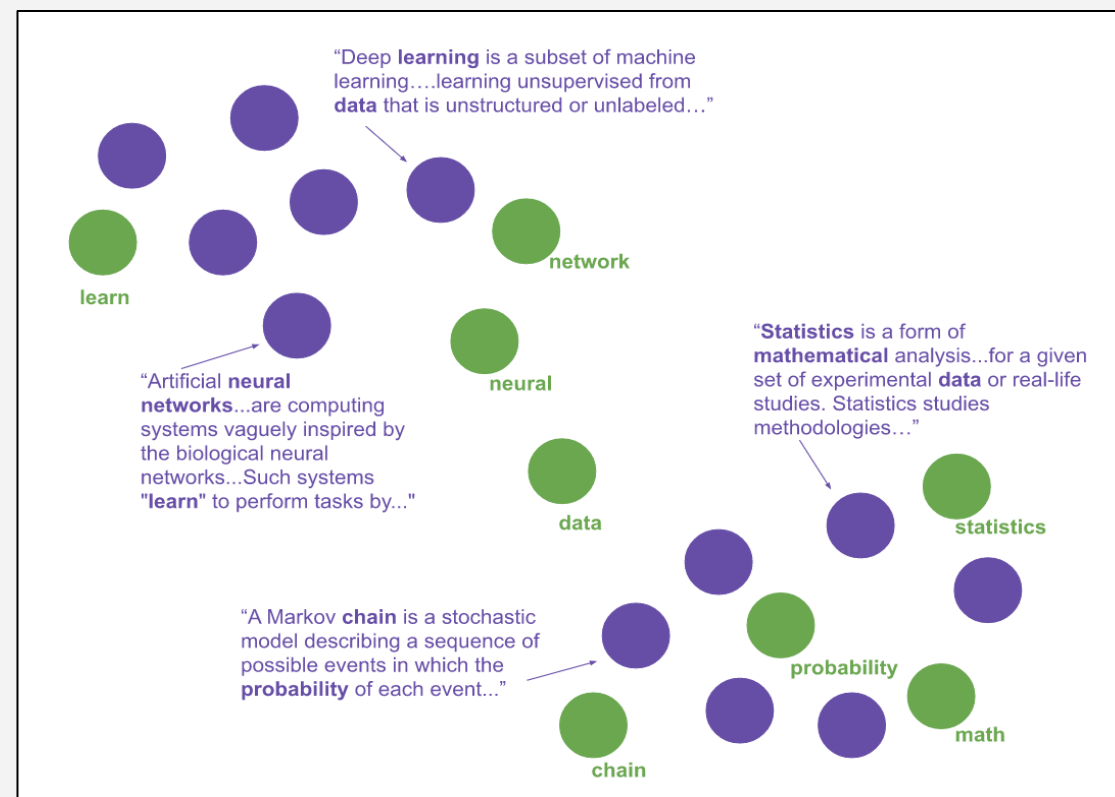 “Deep learning is a subset of machine
learning….learning unsupervised from
data that is unstructured or unlabeled…”
network
learn
neural
“Artificial neural
networks...are computing
systems vaguely inspired by
the biological neural
networks...Such systems
"learn" to perform tasks by..."
“Statistics is a form of
mathematical analysis...for a given
set of experimental data or real-life
studies. Statistics studies
methodologies…”
data
statistics
“A Markov chain is a stochastic
model describing a sequence of
possible events in which the
probability of each event...”
probability
math
chain